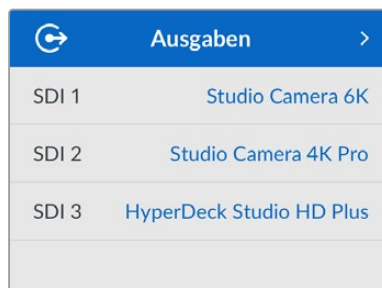 Ausgaben
SDI 1 Studio Camera 6K
SDI 2 Studio Camera 4K Pro
SDI 3 HyperDeck Studio HD Plus